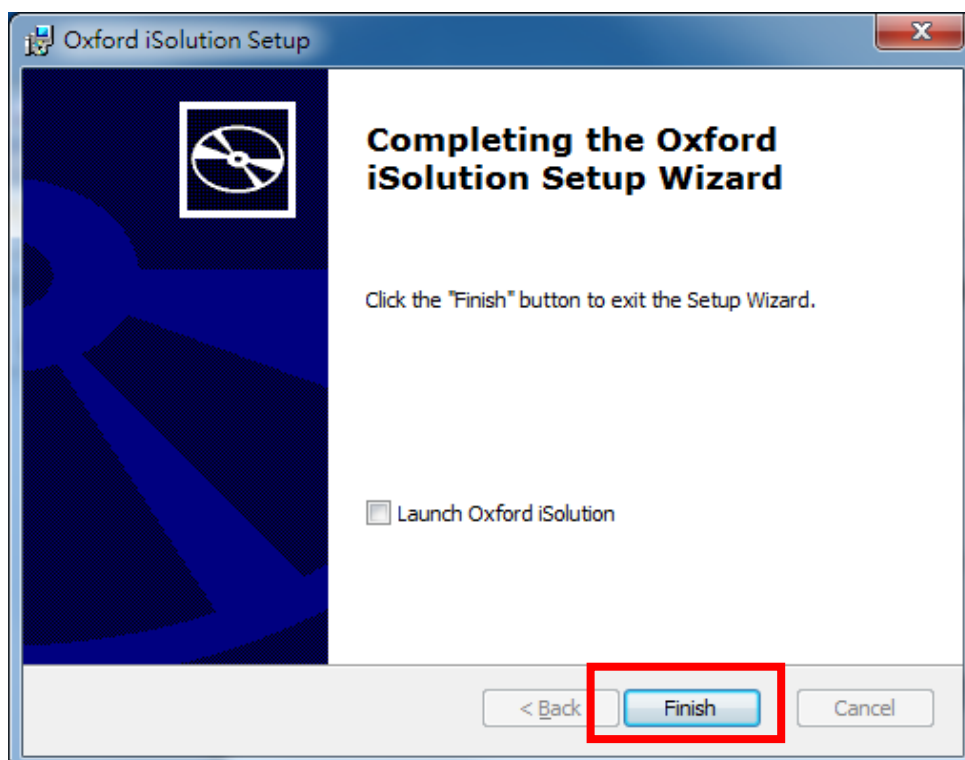 Oxford iSolution Setup
Completing the Oxford
iSolution Setup Wizard
Click the "Finish" button to exit the Setup Wizard.
Launch Oxford iSolution
< Back Finish Cancel